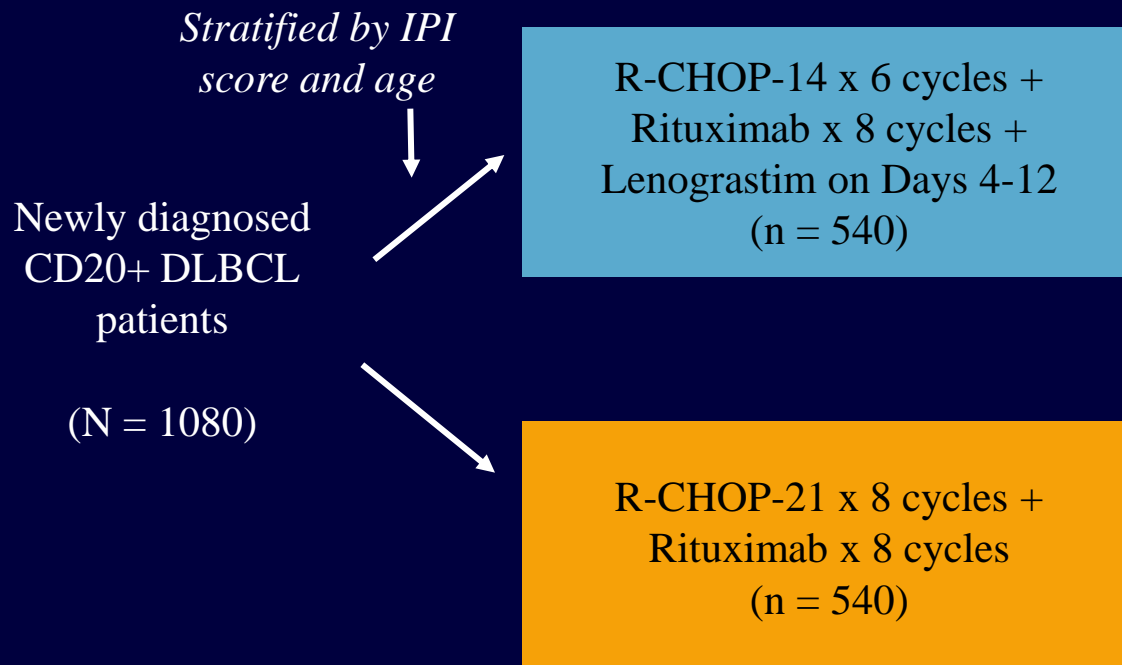 Stratified by IPI
score and age
Newly diagnosed
CD20+ DLBCL
patients
(N = 1080)
R-CHOP-14 x 6 cycles +
Rituximab x 8 cycles +
Lenograstim on Days 4-12
(n = 540)
R-CHOP-21 x 8 cycles +
Rituximab x 8 cycles
(n = 540)